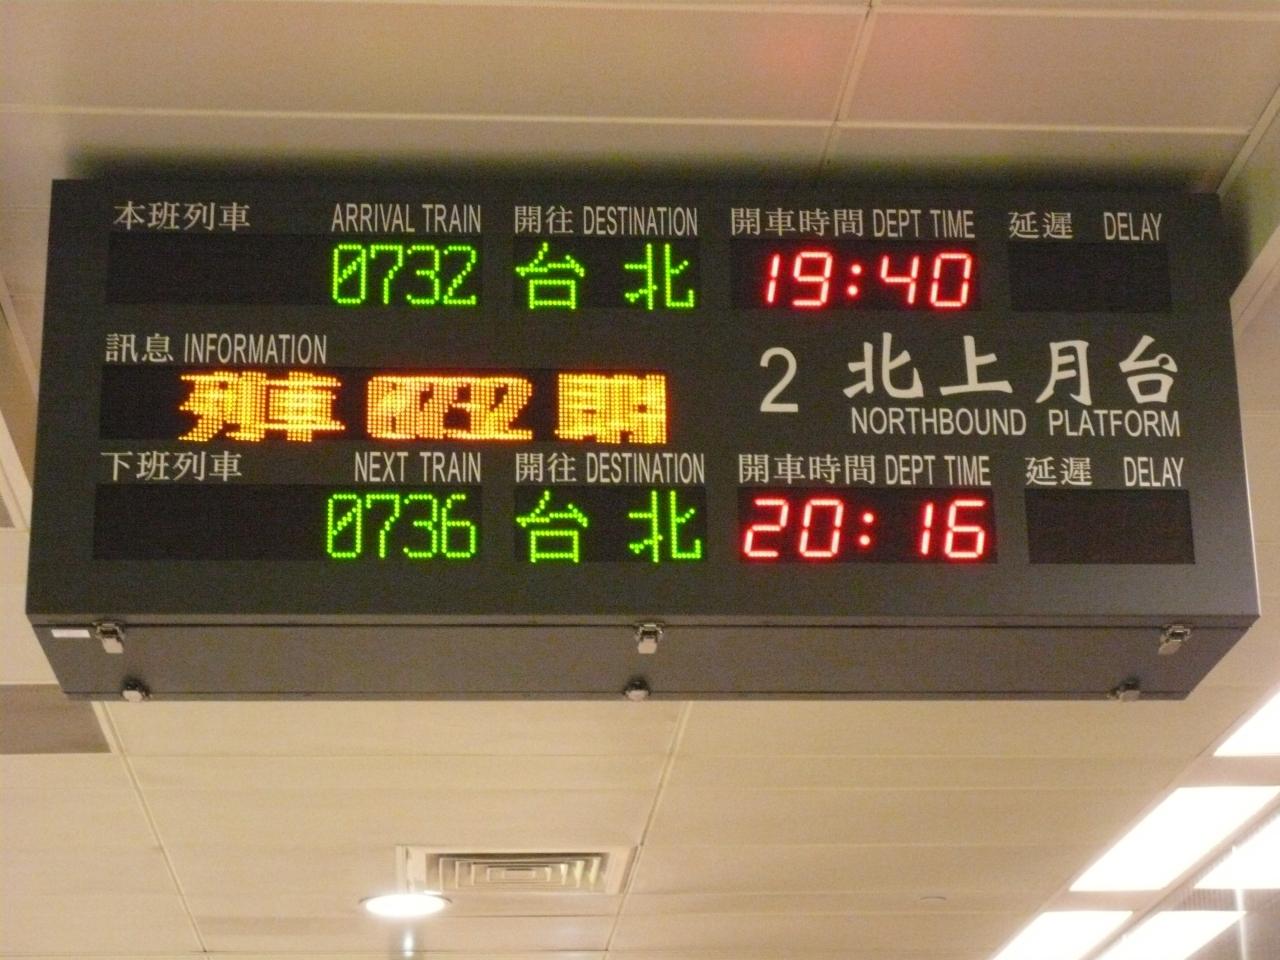 本班列車 ARRIVAL TRAIN 開往 DESTINATION 開車時間 DEPT TIME 延遲 DELAY
0732 台北 19:40
訊息 INFORMATION
列車 0732
2 北上月台
NORTHBOUND PLATFORM
下班列車 NEXT TRAIN 開往 DESTINATION 開車時間 DEPT TIME 延遲 DELAY
0736 台北 20:16